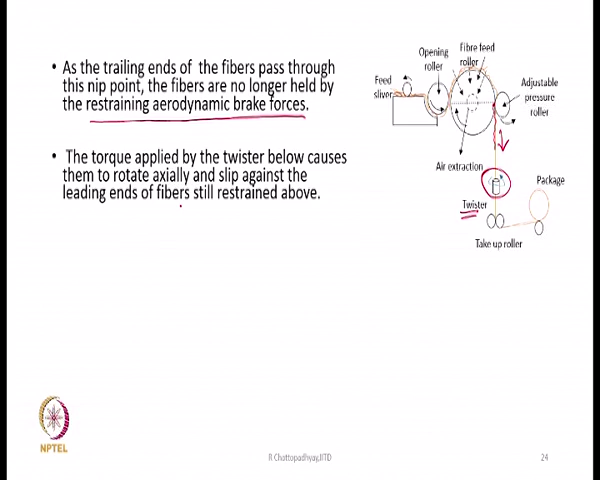 • As the trailing ends of the fibers pass through
this nip point, the fibers are no longer held by
the restraining aerodynamic brake forces.
• The torque applied by the twister below causes
them to rotate axially and slip against the
leading ends of fibers still restrained above.
Opening
roller
Fibre feed
roller
Feed
sliver
Adjustable
pressure
roller
Air extraction
Package
Twister
Take up roller
NPTEL
R Chattopadhyay,IITD
24